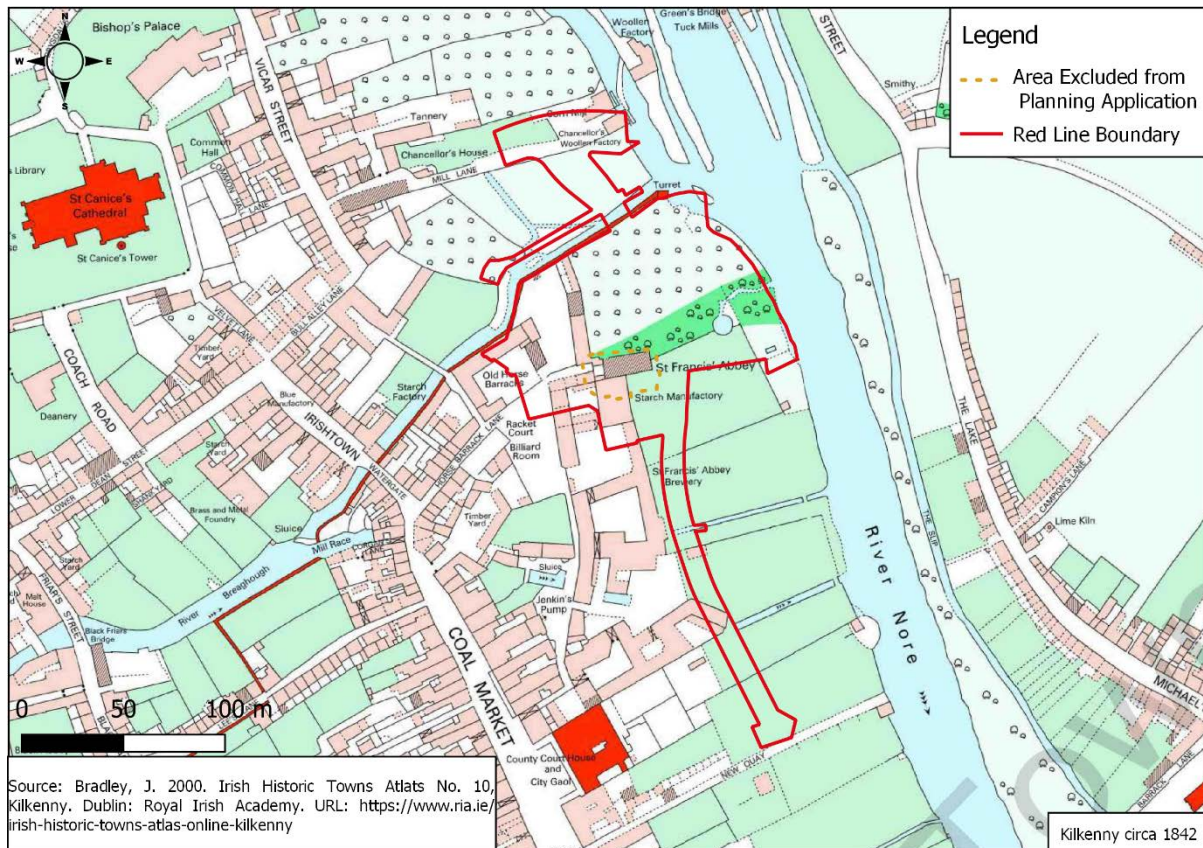 N
W
E
S
Bishop's Palace
VICAR STREET
Woollen
Factory
Green's Bridge
Tuck Mills
STREET
Smithy
Legend
Area Excluded from
Planning Application
Red Line Boundary
Tannery
Corn Mill
Chancellor's
Woollen Factory
Chancellor's House
MILL LANE
Common
Hall
COMMON HALL LANE
s Library
St Canice's
Cathedral
St Canice's Tower
Turret
VELVET LANE
BULL ALLEY LANE
Timber
Yard
COACH ROAD
Deanery
Blue
Manufactory
Starch
Yard
IRISHTOWN
Starch
Factory
Old Horse
Barracks
St Francis' Abbey
Starch Manufactory
Racket
Court
Billiard
Room
HORSE BARRACK LANE
WATERGATE
St Francis' Abbey
Brewery
LOWER DEAN STREET
Brass and Metal
Foundry
Sluice
Mill Race
Timber
Yard
Sluice
Jenkin's
Pump
Starch
Yard
Malt
House
FRIAR'S STREET
River Breaghough
Black Friars
Bridge
COAL MARKET
River Nore
THE LAKE
THE SLIP
CAMPION'S LANE
Lime Kiln
MICHAEL
BARRACK LANE
County Court House
and
City Gaol
NEW QUAY
0 50 100 m
Source: Bradley, J. 2000. Irish Historic Towns Atlats No. 10,
Kilkenny. Dublin: Royal Irish Academy. URL: https://www.ria.ie/
irish-historic-towns-atlas-online-kilkenny
Kilkenny circa 1842